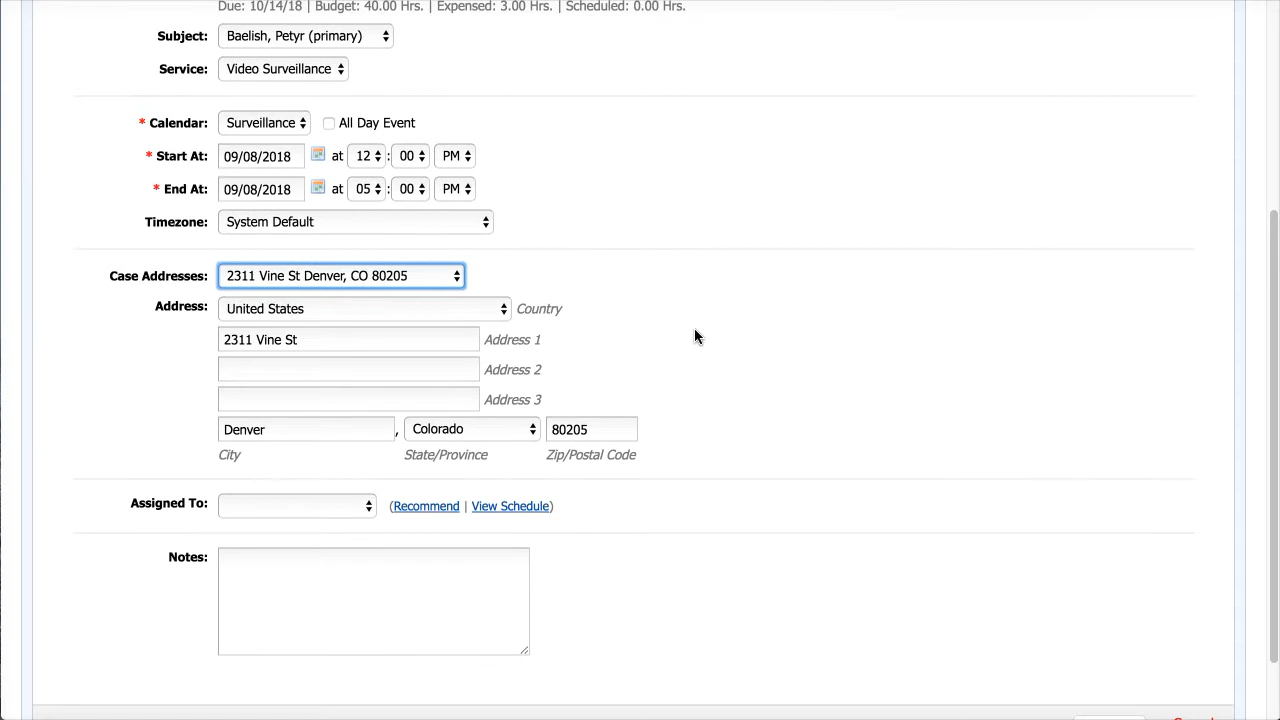 Due: 10/14/18 | Budget: 40.00 Hrs. | Expensed: 3.00 Hrs. | Scheduled: 0.00 Hrs.
Subject: Baelish, Petyr (primary)
Service: Video Surveillance
* Calendar: Surveillance All Day Event
* Start At: 09/08/2018 at 12 : 00 PM
* End At: 09/08/2018 at 05 : 00 PM
Timezone: System Default
Case Addresses: 2311 Vine St Denver, CO 80205
Address: United States Country
2311 Vine St Address 1
Address 2
Address 3
Denver , Colorado 80205
City State/Province Zip/Postal Code
Assigned To: (Recommend | View Schedule)
Notes: